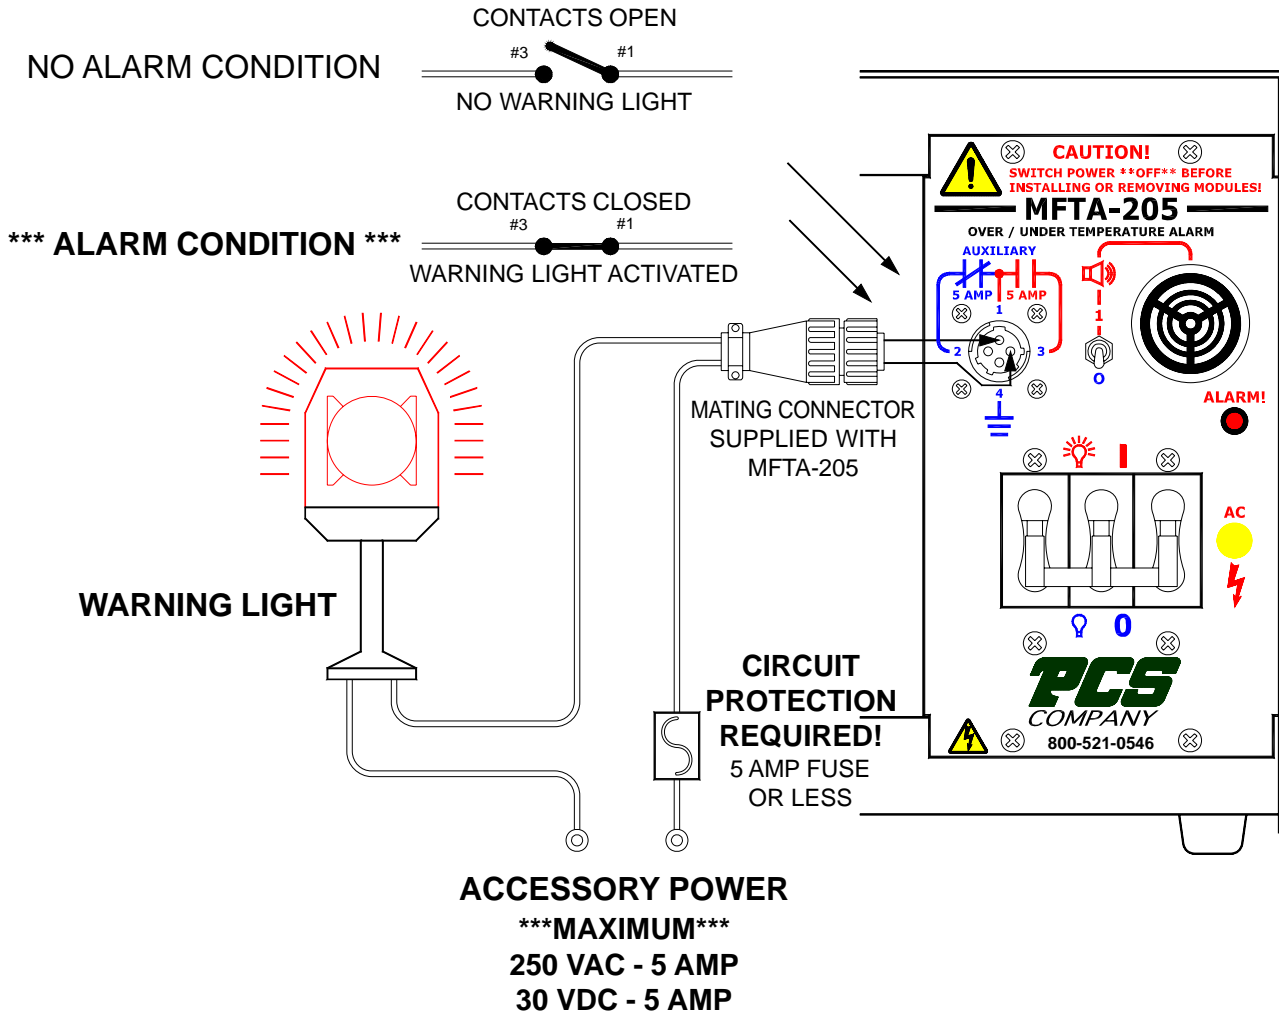 CONTACTS OPEN
#3
#1
NO ALARM CONDITION
NO WARNING LIGHT
CONTACTS CLOSED
#3
#1
*** ALARM CONDITION ***
WARNING LIGHT ACTIVATED
CAUTION!
SWITCH POWER **OFF** BEFORE
INSTALLING OR REMOVING MODULES!
MFTA-205
OVER / UNDER TEMPERATURE ALARM
AUXILIARY
5 AMP
5 AMP
1
2
3
4
1
O
ALARM!
MATING CONNECTOR
SUPPLIED WITH
MFTA-205
AC
0
WARNING LIGHT
CIRCUIT
PROTECTION
REQUIRED!
5 AMP FUSE
OR LESS
PCS
COMPANY
800-521-0546
ACCESSORY POWER
***MAXIMUM***
250 VAC - 5 AMP
30 VDC - 5 AMP